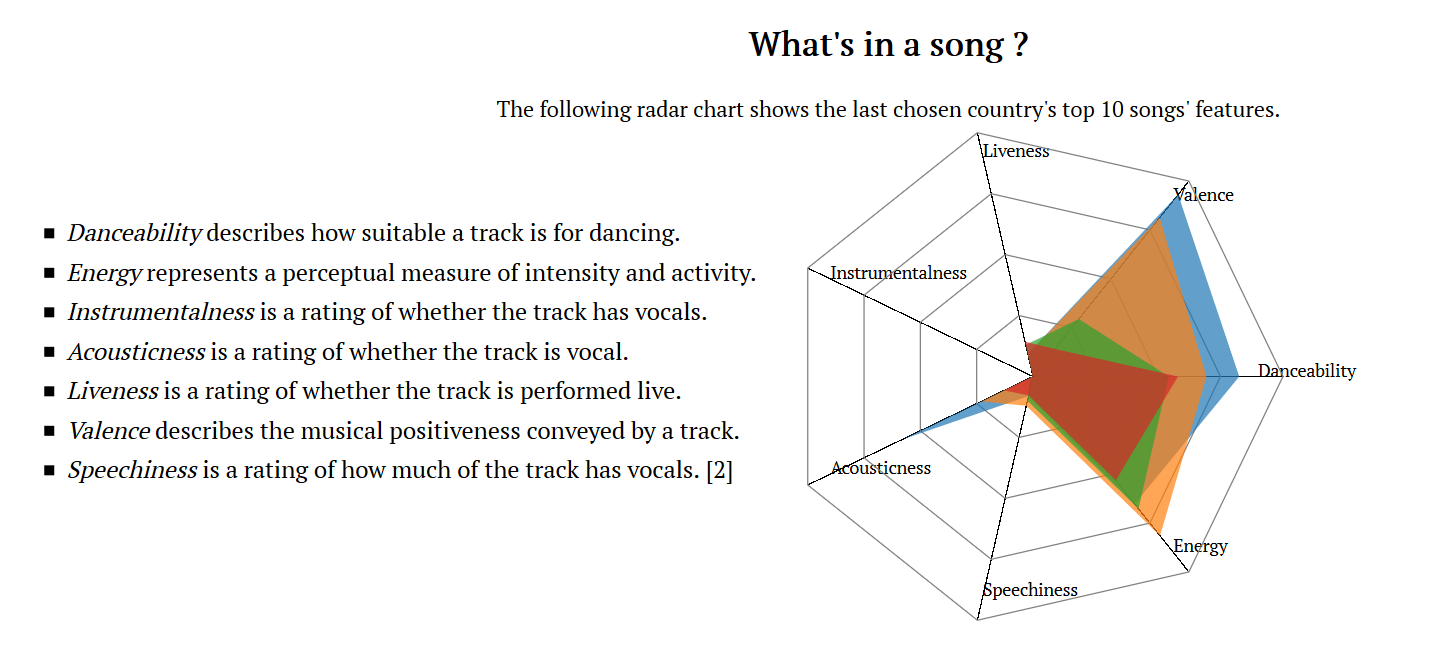 What's in a song ?
The following radar chart shows the last chosen country's top 10 songs' features.
Danceability describes how suitable a track is for dancing.
Energy represents a perceptual measure of intensity and activity.
Instrumentalness is a rating of whether the track has vocals.
Acousticness is a rating of whether the track is vocal.
Liveness is a rating of whether the track is performed live.
Valence describes the musical positiveness conveyed by a track.
Speechiness is a rating of how much of the track has vocals. [2]
Liveness
Valence
Instrumentalness
Danceability
Acousticness
Energy
Speechiness